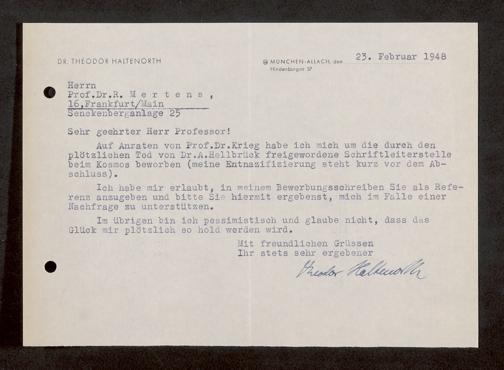 DR. THEODOR HALTENORTH
MÜNCHEN-ALLACH, den 23. Februar 1948
Hindenburgstr. 37
Herrn
Prof.Dr.R. M e r t e n s ,
16,Frankfurt/Main
Senckenberganlage 25
Sehr geehrter Herr Professor!
Auf Anraten von Prof.Dr.Krieg habe ich mich um die durch den
plötzlichen Tod von Dr.A.Hellbrück freigewordene Schriftleiterstelle
beim Kosmos beworben (meine Entnazifizierung steht kurz vor dem Ab-
schluss).
Ich habe mir erlaubt, in meinem Bewerbungsschreiben Sie als Refe-
renz anzugeben und bitte Sie hiermit ergebenst, mich im Falle einer
Nachfrage zu unterstützen.
Im übrigen bin ich pessimistisch und glaube nicht, dass das
Glück mir plötzlich so hold werden wird.
Mit freundlichen Grüssen
Ihr stets sehr ergebener
Theodor Haltenorth